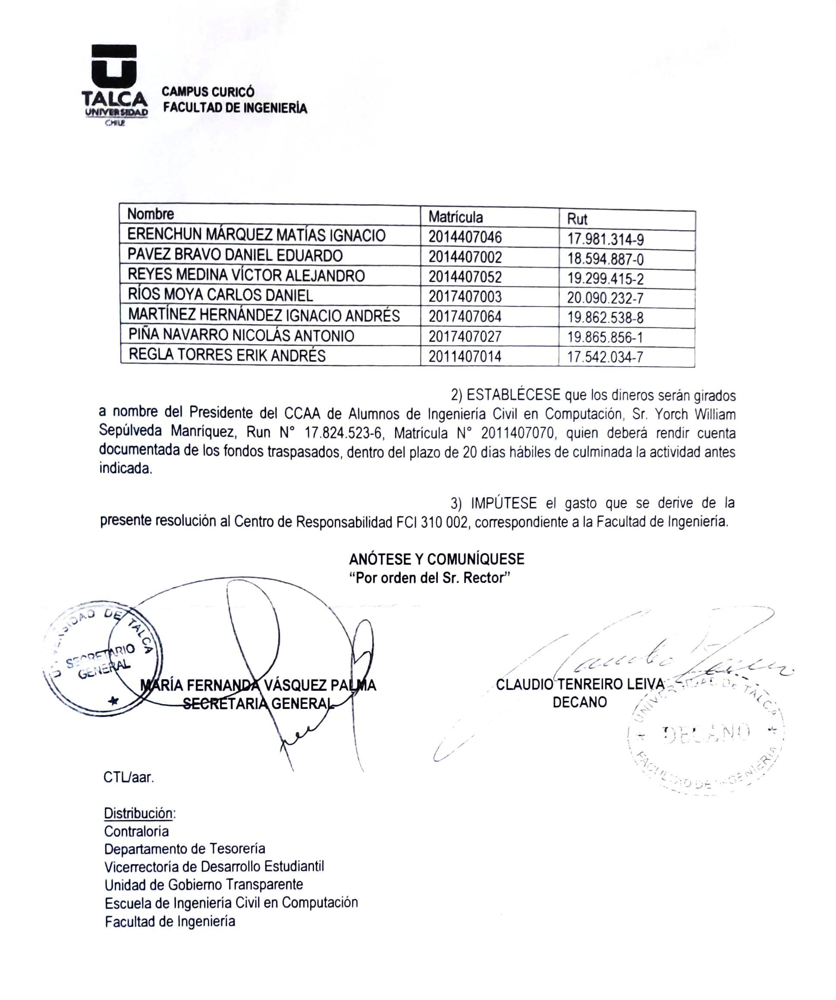 TALCA
UNIVERSIDAD
CHILE
CAMPUS CURICÓ
FACULTAD DE INGENIERÍA
Nombre Matrícula Rut
ERENCHUN MÁRQUEZ MATÍAS IGNACIO 2014407046 17.981.314-9
PAVEZ BRAVO DANIEL EDUARDO 2014407002 18.594.887-0
REYES MEDINA VÍCTOR ALEJANDRO 2014407052 19.299.415-2
RÍOS MOYA CARLOS DANIEL 2017407003 20.090.232-7
MARTÍNEZ HERNÁNDEZ IGNACIO ANDRÉS 2017407064 19.862.538-8
PIÑA NAVARRO NICOLÁS ANTONIO 2017407027 19.865.856-1
REGLA TORRES ERIK ANDRÉS 2011407014 17.542.034-7
2) ESTABLÉCESE que los dineros serán girados
a nombre del Presidente del CCAA de Alumnos de Ingeniería Civil en Computación, Sr. Yorch William
Sepúlveda Manríquez, Run N° 17.824.523-6, Matrícula N° 2011407070, quien deberá rendir cuenta
documentada de los fondos traspasados, dentro del plazo de 20 días hábiles de culminada la actividad antes
indicada.
3) IMPÚTESE el gasto que se derive de la
presente resolución al Centro de Responsabilidad FCI 310 002, correspondiente a la Facultad de Ingeniería.
ANÓTESE Y COMUNÍQUESE
“Por orden del Sr. Rector”
UNIVERSIDAD DE TALCA
SECRETARIO
GENERAL
MARÍA FERNANDA VÁSQUEZ PALMA
SECRETARIA GENERAL
CLAUDIO TENREIRO LEIVA
DECANO
UNIVERSIDAD DE TALCA
DECANO
FACULTAD DE INGENIERIA
CTL/aar.
Distribución:
Contraloría
Departamento de Tesorería
Vicerrectoría de Desarrollo Estudiantil
Unidad de Gobierno Transparente
Escuela de Ingeniería Civil en Computación
Facultad de Ingeniería